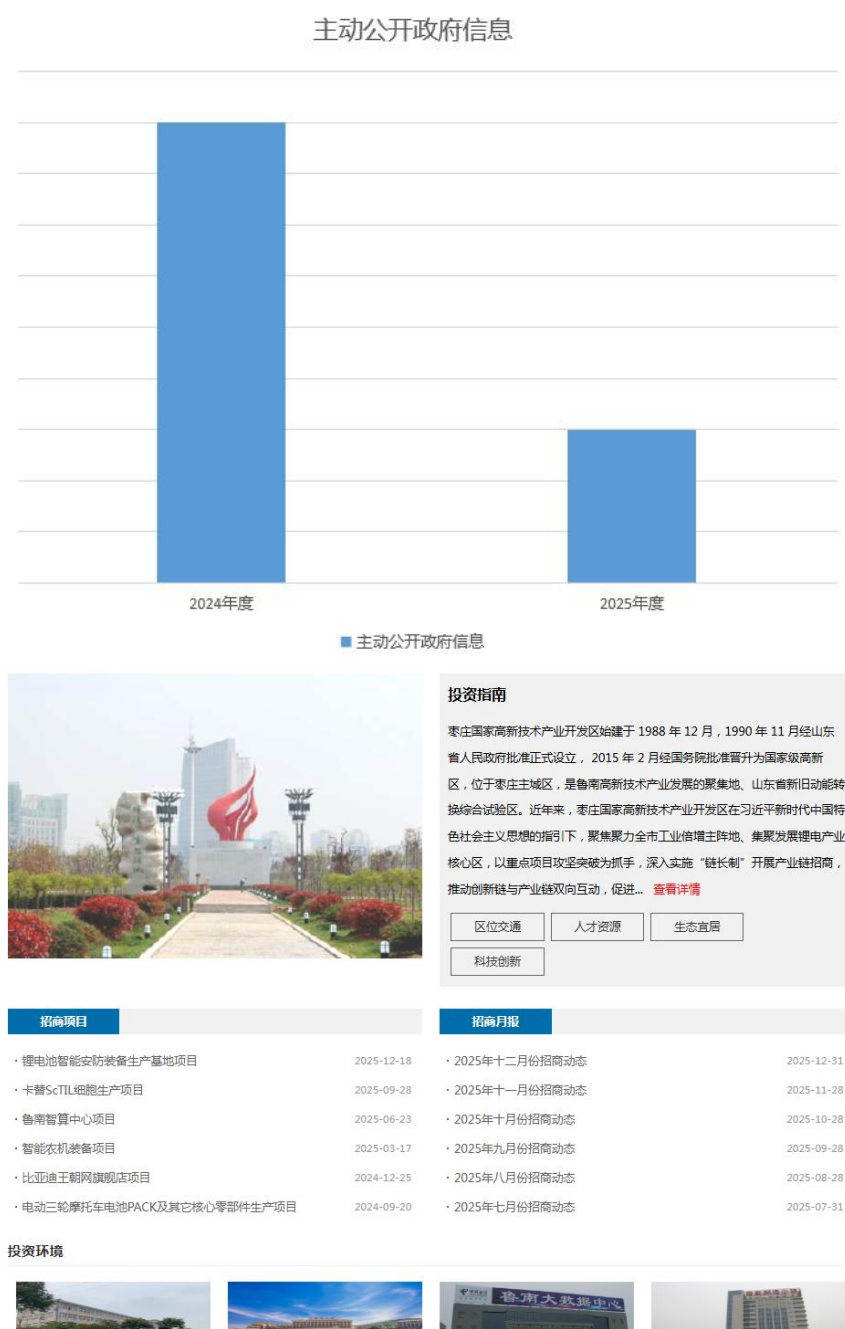 主动公开政府信息
2024年度
2025年度
主动公开政府信息
投资指南
枣庄国家高新技术产业开发区始建于 1988 年 12 月，1990 年 11 月经山东
省人民政府批准正式设立， 2015 年 2 月经国务院批准晋升为国家级高新
区，位于枣庄主城区，是鲁南高新技术产业发展的聚集地、山东省新旧动能转
换综合试验区。近年来，枣庄国家高新技术产业开发区在习近平新时代中国特
色社会主义思想的指引下，聚焦聚力全市工业倍增主阵地、集聚发展锂电产业
核心区，以重点项目攻坚突破为抓手，深入实施“链长制”开展产业链招商，
推动创新链与产业链双向互动，促进... 查看详情
区位交通 人才资源 生态宜居
科技创新
招商项目
·锂电池智能安防装备生产基地项目 2025-12-18
·卡替ScTIL细胞生产项目 2025-09-28
·鲁南智算中心项目 2025-06-23
·智能农机装备项目 2025-03-17
·比亚迪王朝网旗舰店项目 2024-12-25
·电动三轮摩托车电池PACK及其它核心零部件生产项目 2024-09-20
招商月报
·2025年十二月份招商动态 2025-12-31
·2025年十一月份招商动态 2025-11-28
·2025年十月份招商动态 2025-10-28
·2025年九月份招商动态 2025-09-28
·2025年八月份招商动态 2025-08-28
·2025年七月份招商动态 2025-07-31
投资环境
鲁南大数据中心